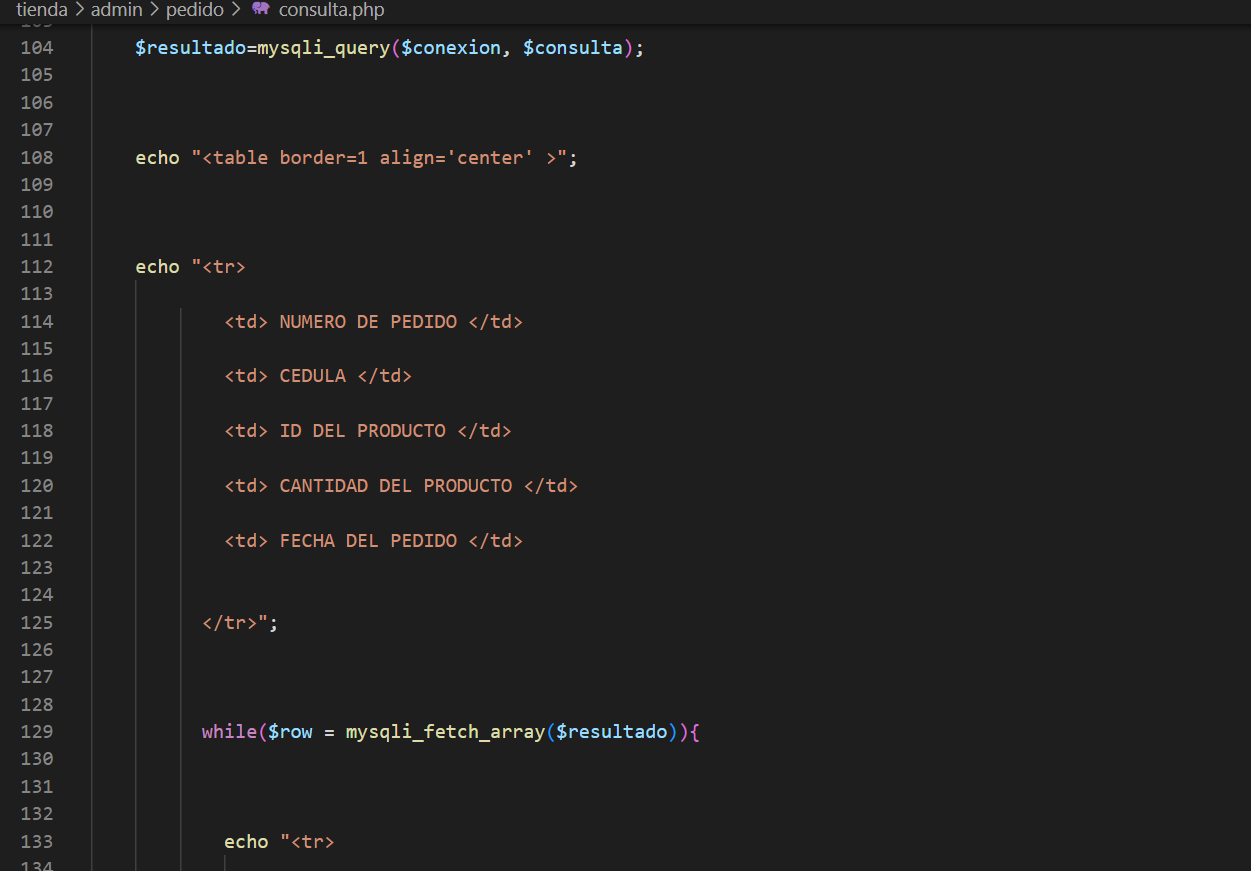 tienda > admin > pedido > consulta.php
103
104 $resultado=mysqli_query($conexion, $consulta);
105
106
107
108 echo "<table border=1 align='center' >";
109
110
111
112 echo "<tr>
113
114 <td> NUMERO DE PEDIDO </td>
115
116 <td> CEDULA </td>
117
118 <td> ID DEL PRODUCTO </td>
119
120 <td> CANTIDAD DEL PRODUCTO </td>
121
122 <td> FECHA DEL PEDIDO </td>
123
124
125 </tr>";
126
127
128
129 while($row = mysqli_fetch_array($resultado)){
130
131
132
133 echo "<tr>
134